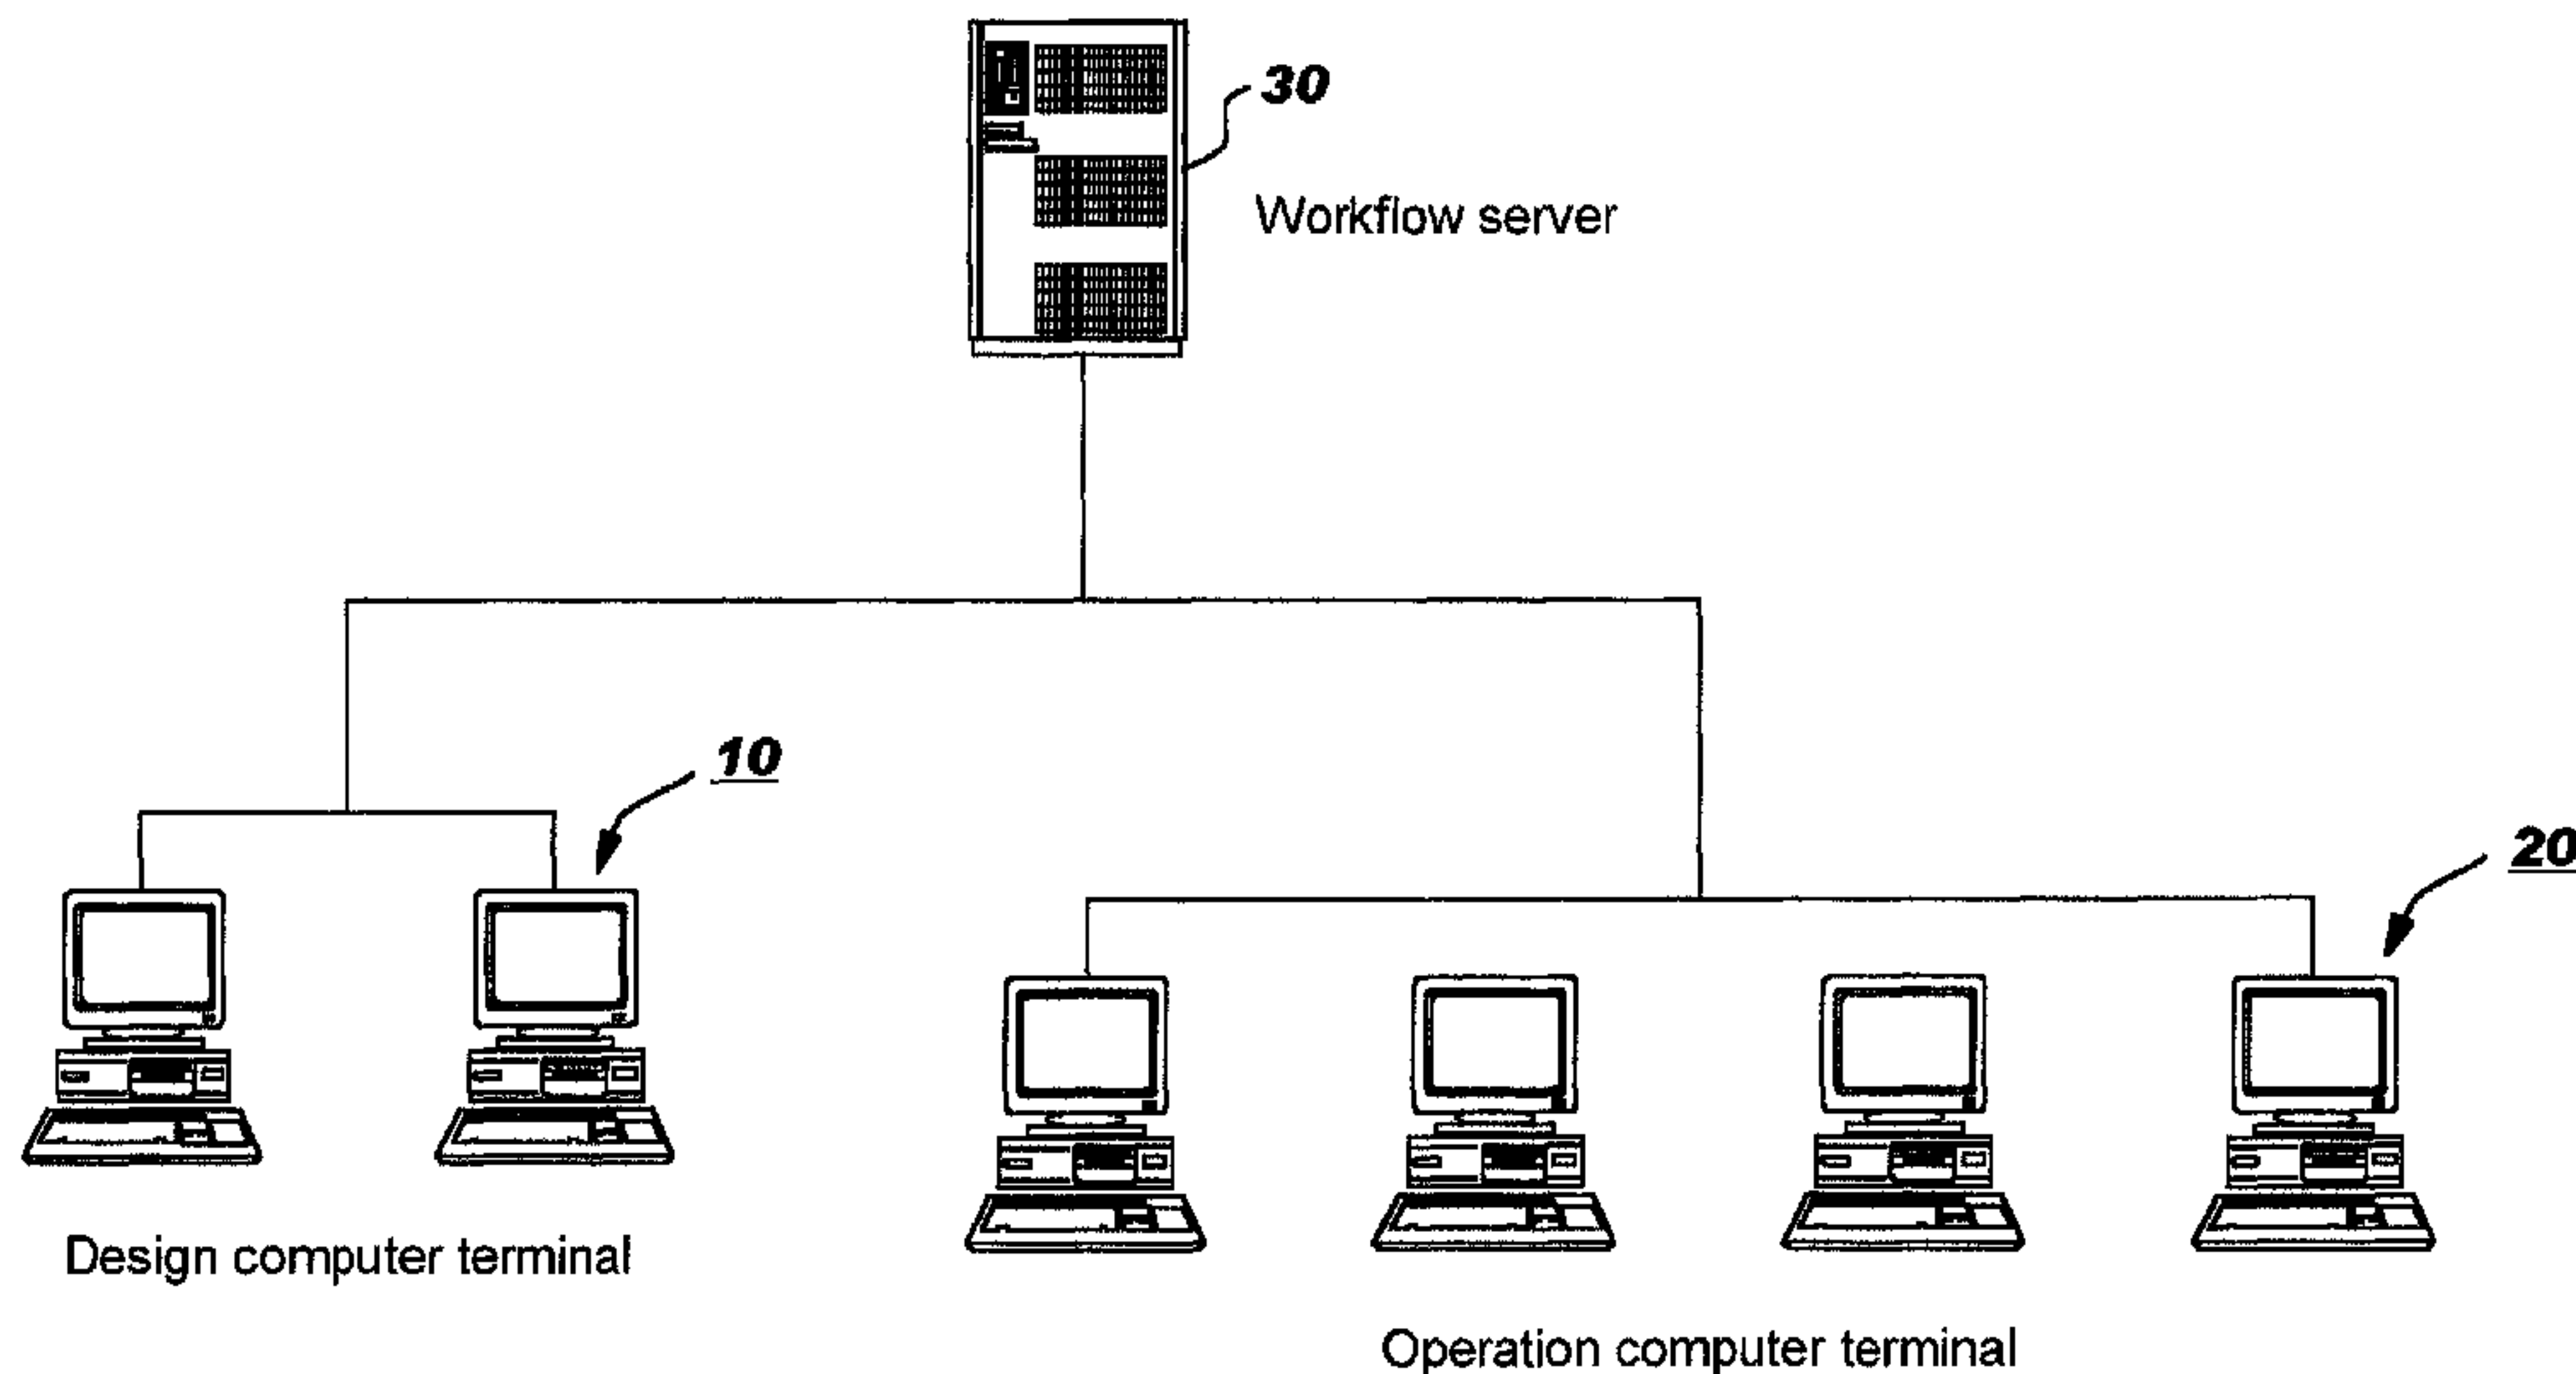 30
Workflow server
10
20
Design computer terminal
Operation computer terminal